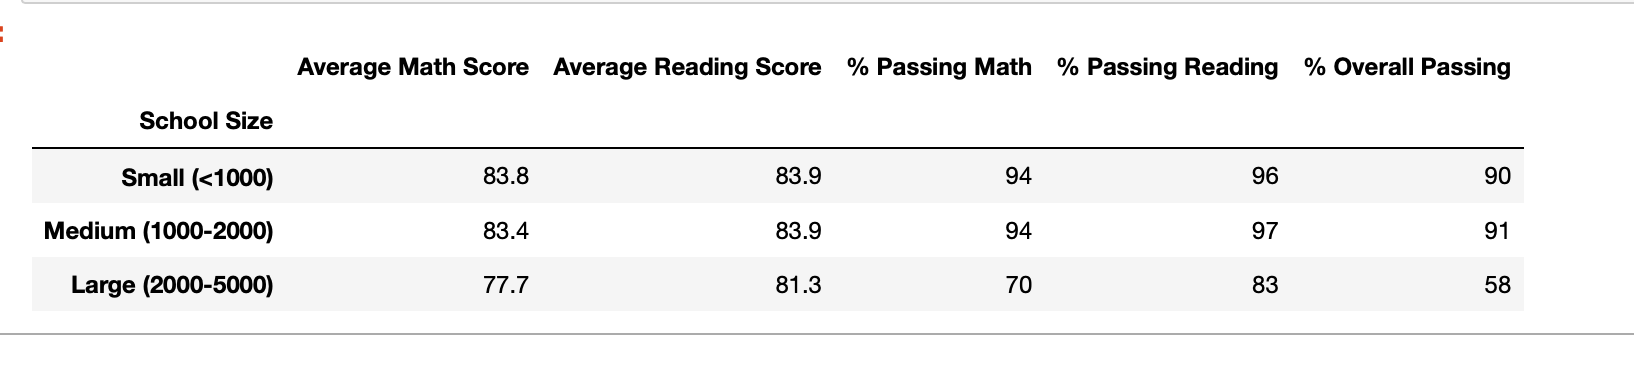 Average Math Score Average Reading Score % Passing Math % Passing Reading % Overall Passing
School Size
Small (<1000) 83.8 83.9 94 96 90
Medium (1000-2000) 83.4 83.9 94 97 91
Large (2000-5000) 77.7 81.3 70 83 58